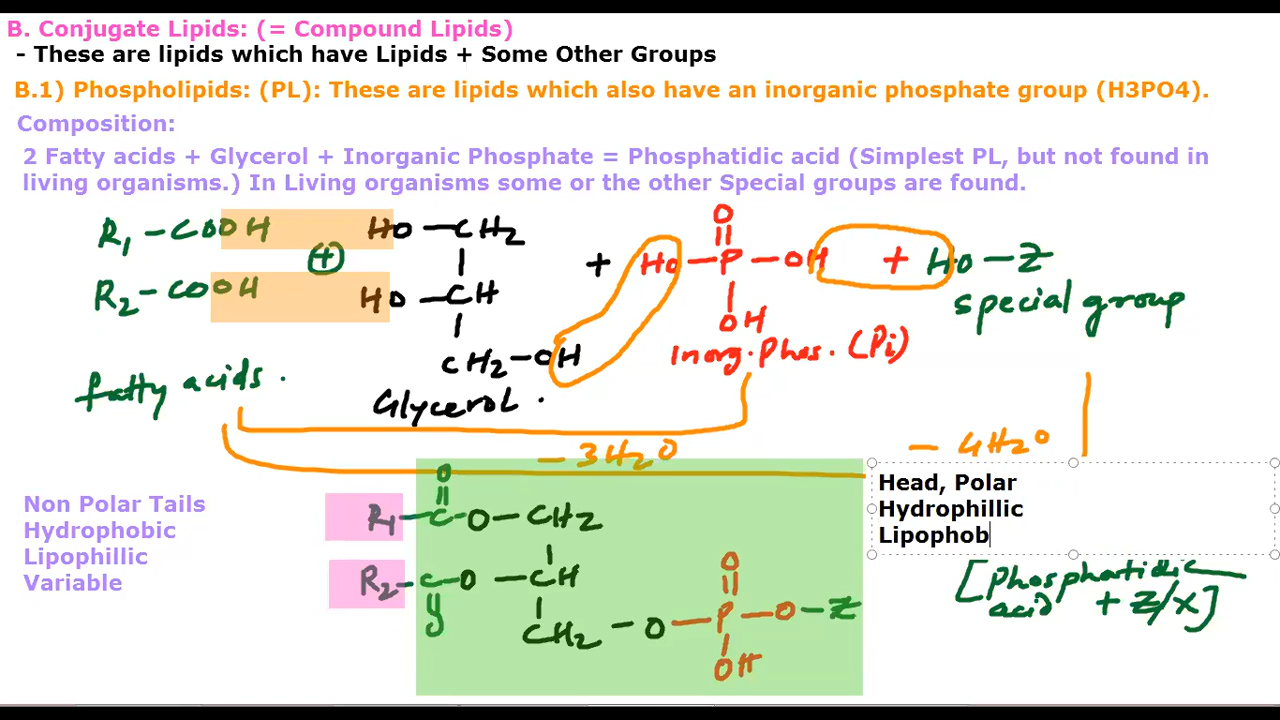 B. Conjugate Lipids: (= Compound Lipids)
- These are lipids which have Lipids + Some Other Groups
B.1) Phospholipids: (PL): These are lipids which also have an inorganic phosphate group (H3PO4).
Composition:
2 Fatty acids + Glycerol + Inorganic Phosphate = Phosphatidic acid (Simplest PL, but not found in
living organisms.) In Living organisms some or the other Special groups are found.
O
R1 -COOH HO -CH2
+ + HO -P -OH + HO -Z
R2 -COOH HO -CH
OH
special group
CH2 -OH
Inorg. Phos. (Pi)
fatty acids.
Glycerol.
- 3H2O
- 4H2O
O
Head, Polar
Hydrophillic
Lipophob
Non Polar Tails
Hydrophobic
Lipophillic
Variable
R1 -C -O -CH2
O
R2 -C -O -CH
O
CH2 -O -P -O -Z
OH
[Phosphatidic
acid + Z/X]